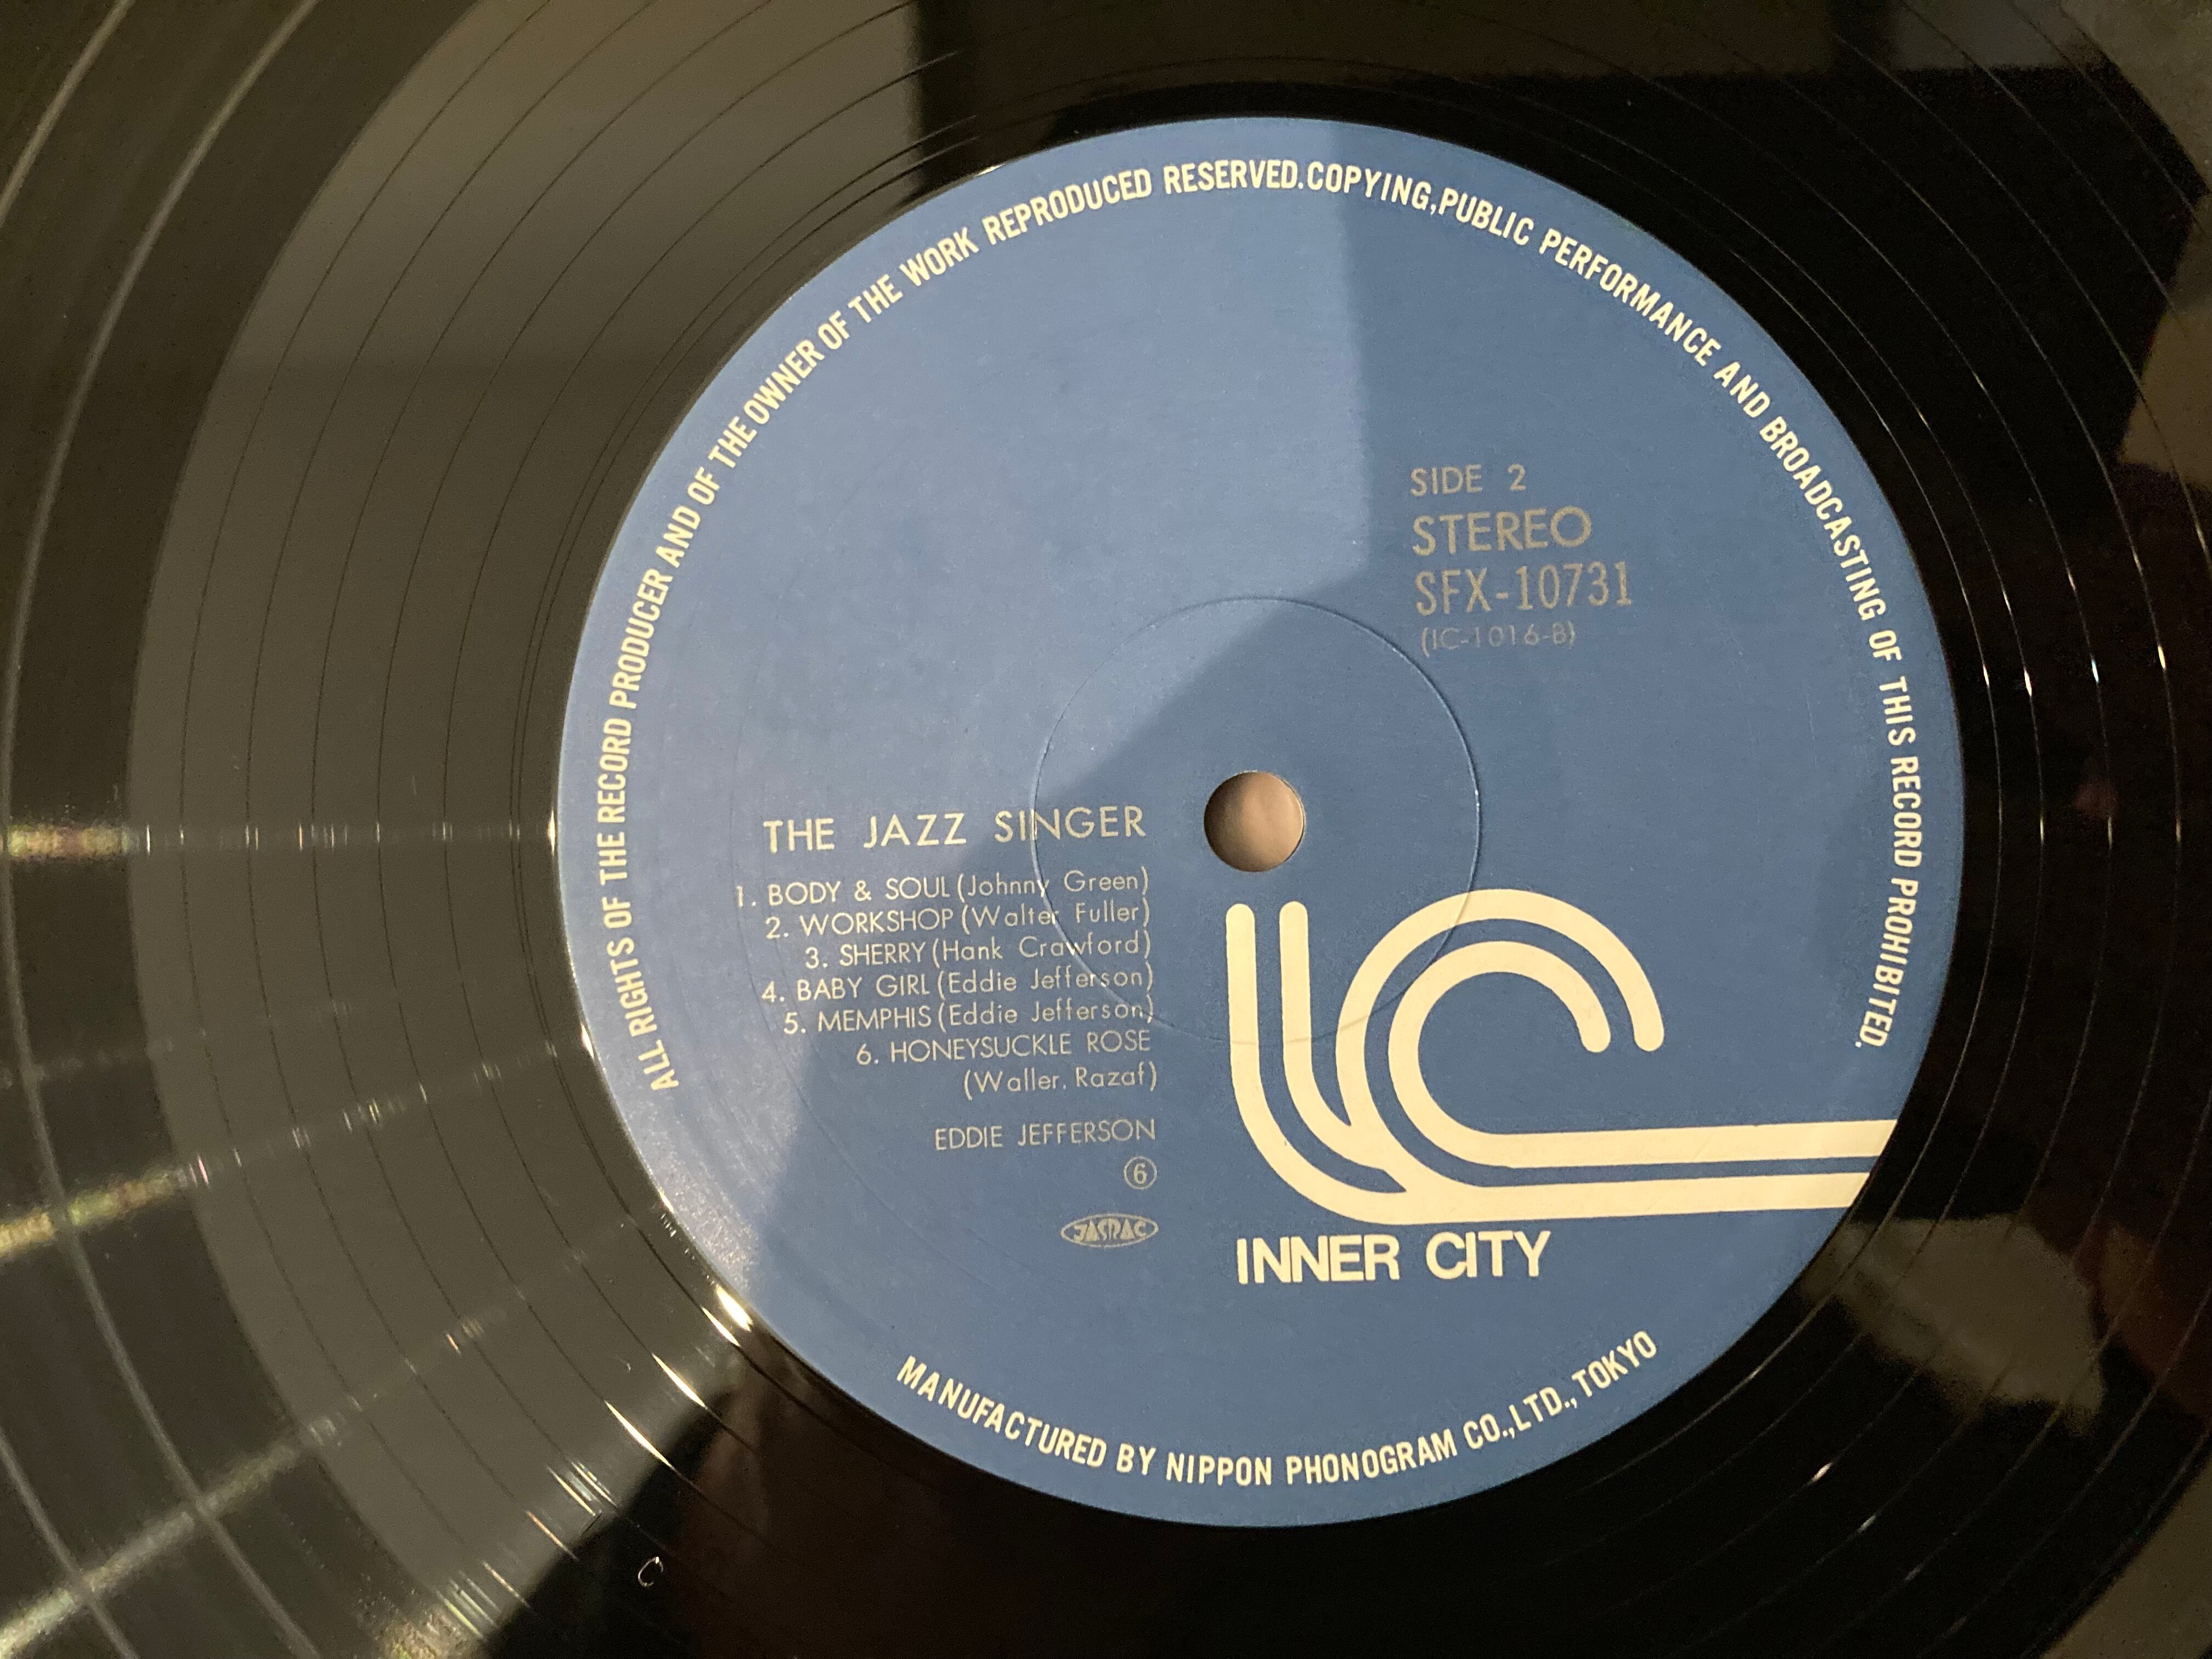 ALL RIGHTS OF THE RECORD PRODUCER AND OF THE OWNER OF THE WORK REPRODUCED RESERVED.COPYING,PUBLIC PERFORMANCE AND BROADCASTING OF THIS RECORD PROHIBITED.
SIDE 2
STEREO
SFX-10731
(IC-1016-B)
THE JAZZ SINGER
1. BODY & SOUL (Johnny Green)
2. WORKSHOP (Walter Fuller)
3. SHERRY (Hank Crawford)
4. BABY GIRL (Eddie Jefferson)
5. MEMPHIS (Eddie Jefferson)
6. HONEYSUCKLE ROSE
(Waller, Razaf)
EDDIE JEFFERSON
⑥
JASRAC
ic
INNER CITY
MANUFACTURED BY NIPPON PHONOGRAM CO.,LTD., TOKYO